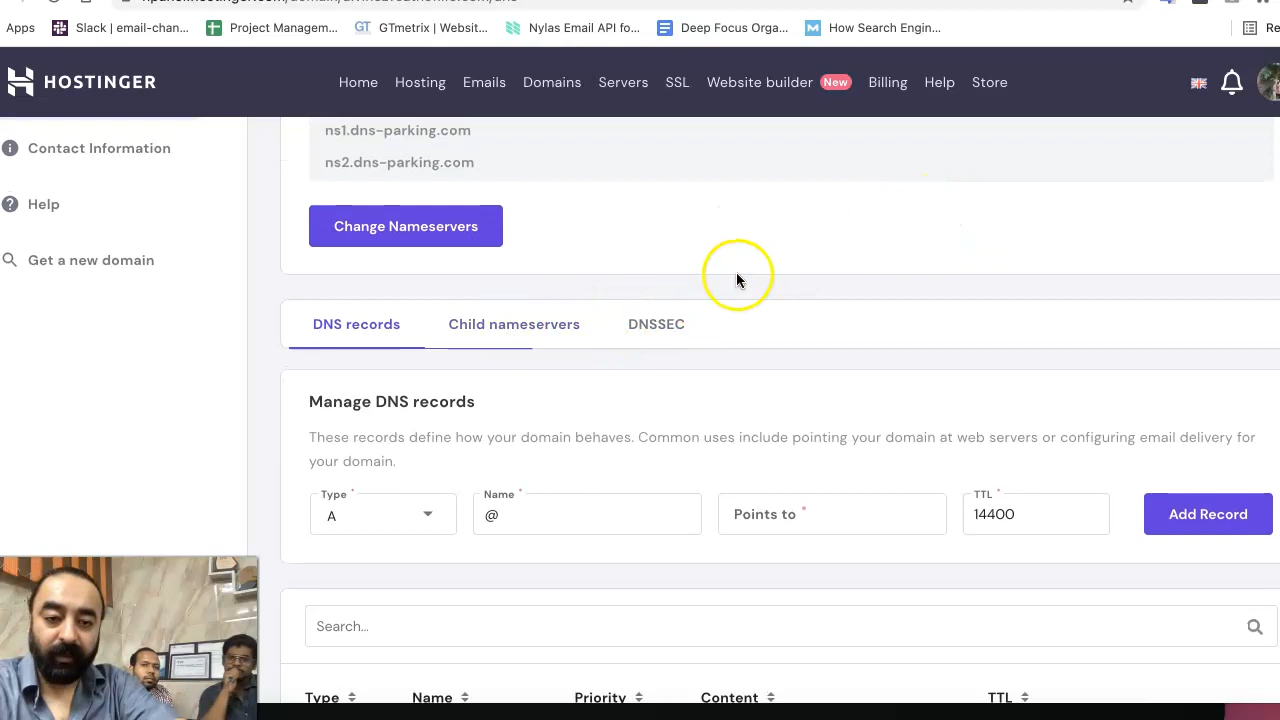 Apps Slack | email-chan... Project Managem... GTmetrix | Websit... Nylas Email API fo... Deep Focus Orga... How Search Engin... Re
HOSTINGER Home Hosting Emails Domains Servers SSL Website builder New Billing Help Store
ns1.dns-parking.com
Contact Information
ns2.dns-parking.com
Help
Change Nameservers
Get a new domain
DNS records Child nameservers DNSSEC
Manage DNS records
These records define how your domain behaves. Common uses include pointing your domain at web servers or configuring email delivery for
your domain.
Type * Name * TTL *
A @ Points to * 14400 Add Record
Search...
Type Name Priority Content TTL